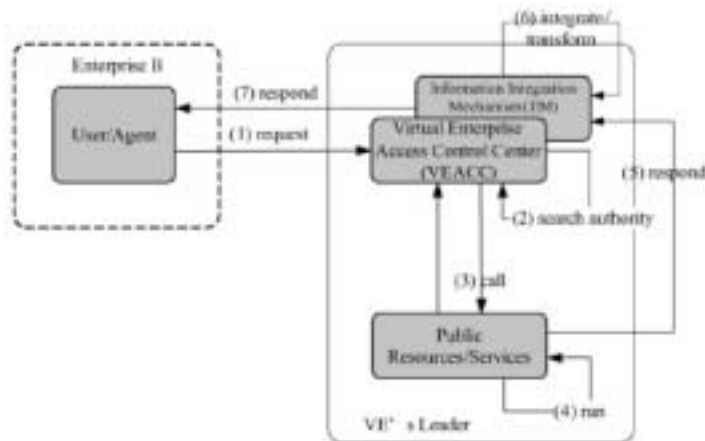 (6) integrate/
transform
Enterprise B
Information Integration
Mechanism(IIM)
(7) respond
User/Agent
(1) request
Virtual Enterprise
Access Control Center
(VEACC)
(5) respond
(2) search authority
(3) call
Public
Resources/Services
(4) run
VE' s Leader